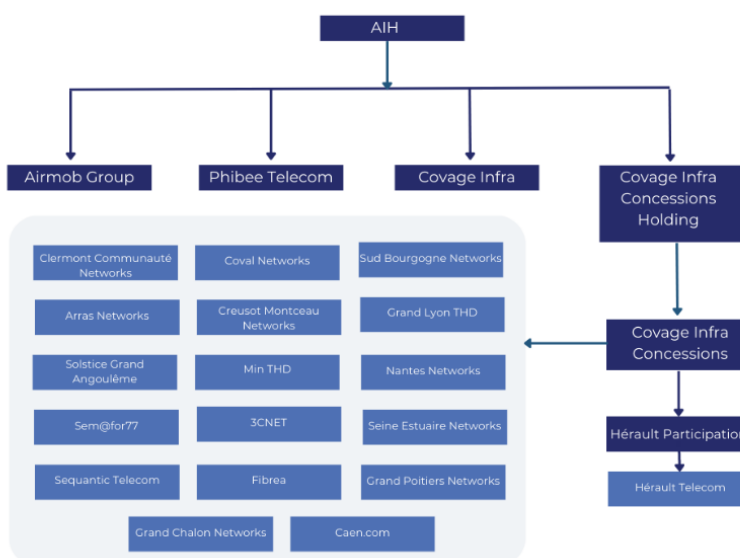 AIH
Airmob Group
Phibee Telecom
Covage Infra
Covage Infra
Concessions
Holding
Clermont Communauté
Networks
Coval Networks
Sud Bourgogne Networks
Arras Networks
Creusot Montceau
Networks
Grand Lyon THD
Covage Infra
Concessions
Solstice Grand
Angoulême
Min THD
Nantes Networks
Sem@for77
3CNET
Seine Estuaire Networks
Hérault Participation
Sequantic Telecom
Fibrea
Grand Poitiers Networks
Hérault Telecom
Grand Chalon Networks
Caen.com